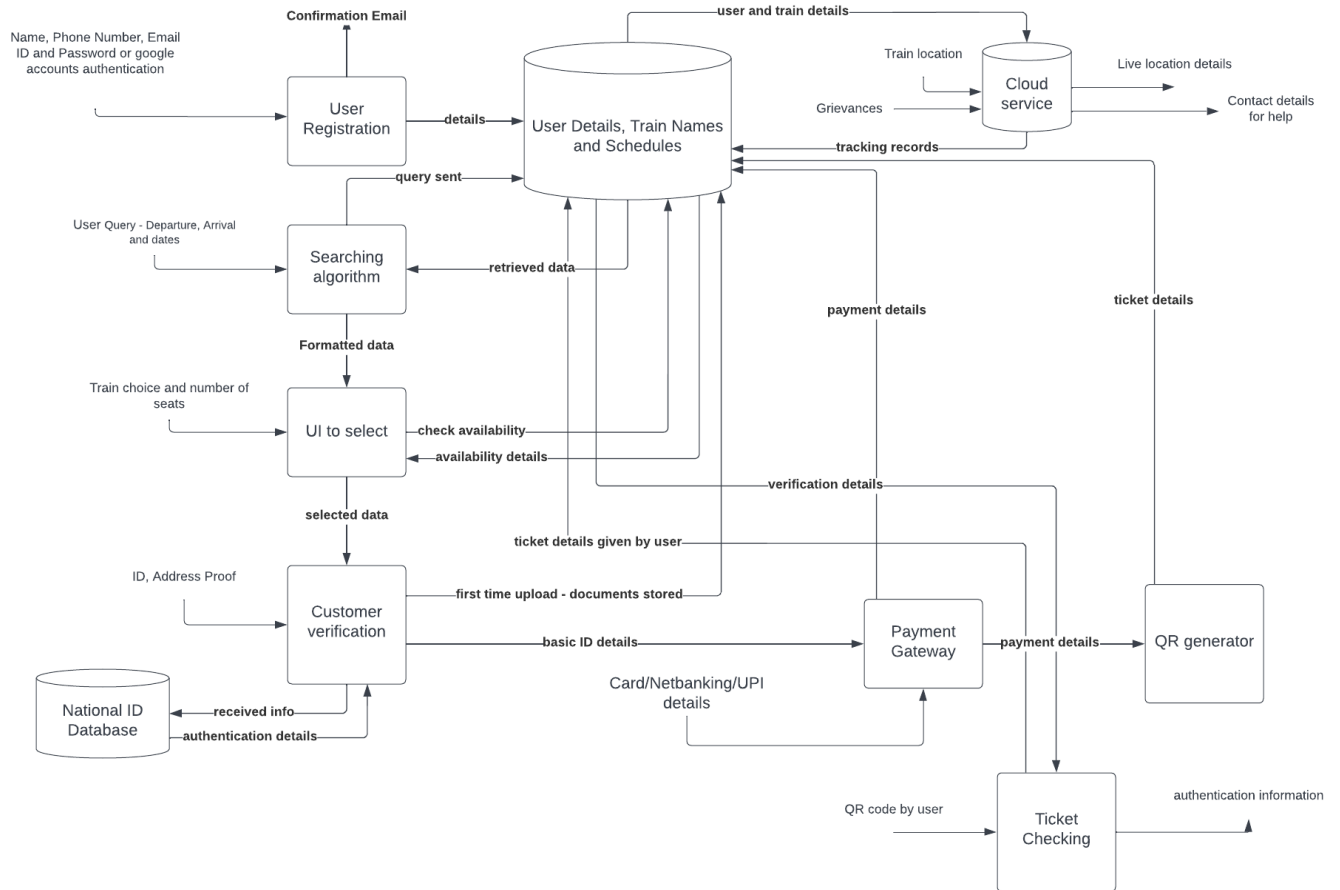 Confirmation Email
user and train details
Name, Phone Number, Email
ID and Password or google
accounts authentication
Train location
Live location details
Cloud
service
Grievances
Contact details
for help
User
Registration
details
User Details, Train Names
and Schedules
tracking records
query sent
User Query - Departure, Arrival
and dates
Searching
algorithm
retrieved data
payment details
ticket details
Formatted data
Train choice and number of
seats
UI to select
check availability
availability details
verification details
selected data
ticket details given by user
ID, Address Proof
first time upload - documents stored
Customer
verification
basic ID details
Payment
Gateway
payment details
QR generator
Card/Netbanking/UPI
details
National ID
Database
received info
authentication details
QR code by user
Ticket
Checking
authentication information